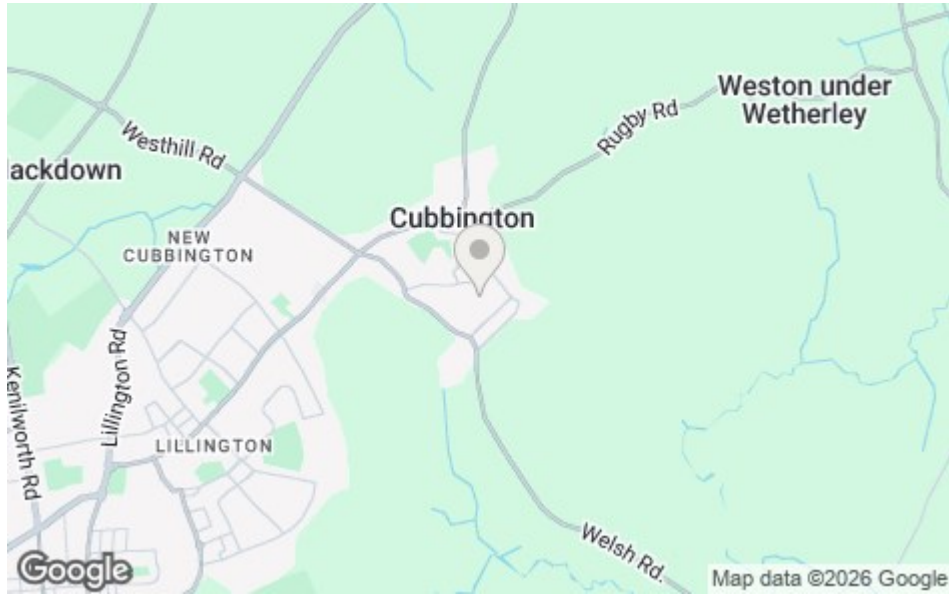 Weston under
Wetherley
Rugby Rd
Westhill Rd
lackdown
Cubbington
NEW
CUBBINGTON
Lillington Rd
Kenilworth Rd
LILLINGTON
Welsh Rd.
Google
Map data ©2026 Google